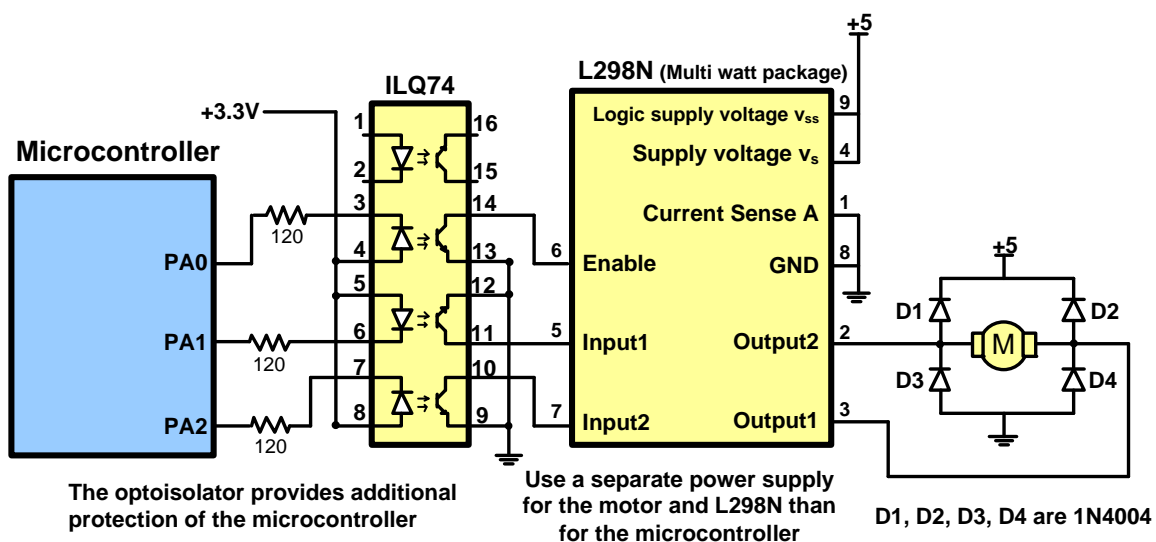 +5
L298N (Multi watt package)
ILQ74
+3.3V
Microcontroller
1
16
2
15
3
14
4
13
5
12
6
11
7
10
8
9
120
120
120
PA0
PA1
PA2
Logic supply voltage vss
9
Supply voltage vs
4
Current Sense A
1
GND
8
6
Enable
5
Input1
7
Input2
Output2
2
Output1
3
+5
D1
D2
M
D3
D4
The optoisolator provides additional
protection of the microcontroller
Use a separate power supply
for the motor and L298N than
for the microcontroller
D1, D2, D3, D4 are 1N4004